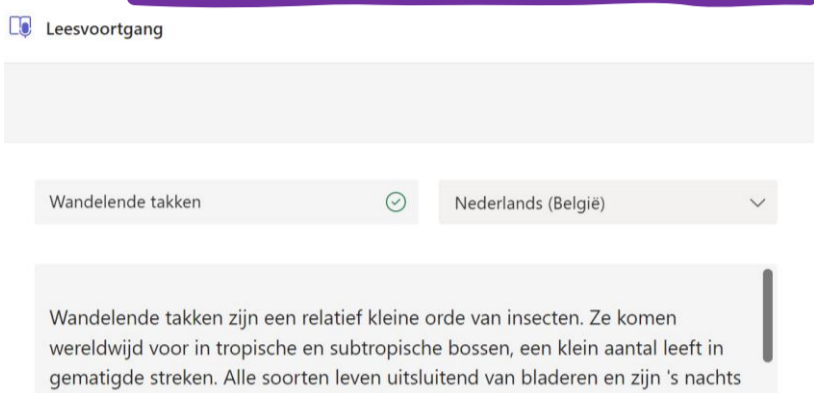 Leesvoortgang
Wandelende takken
Nederlands (België)
Wandelende takken zijn een relatief kleine orde van insecten. Ze komen
wereldwijd voor in tropische en subtropische bossen, een klein aantal leeft in
gematigde streken. Alle soorten leven uitsluitend van bladeren en zijn 's nachts